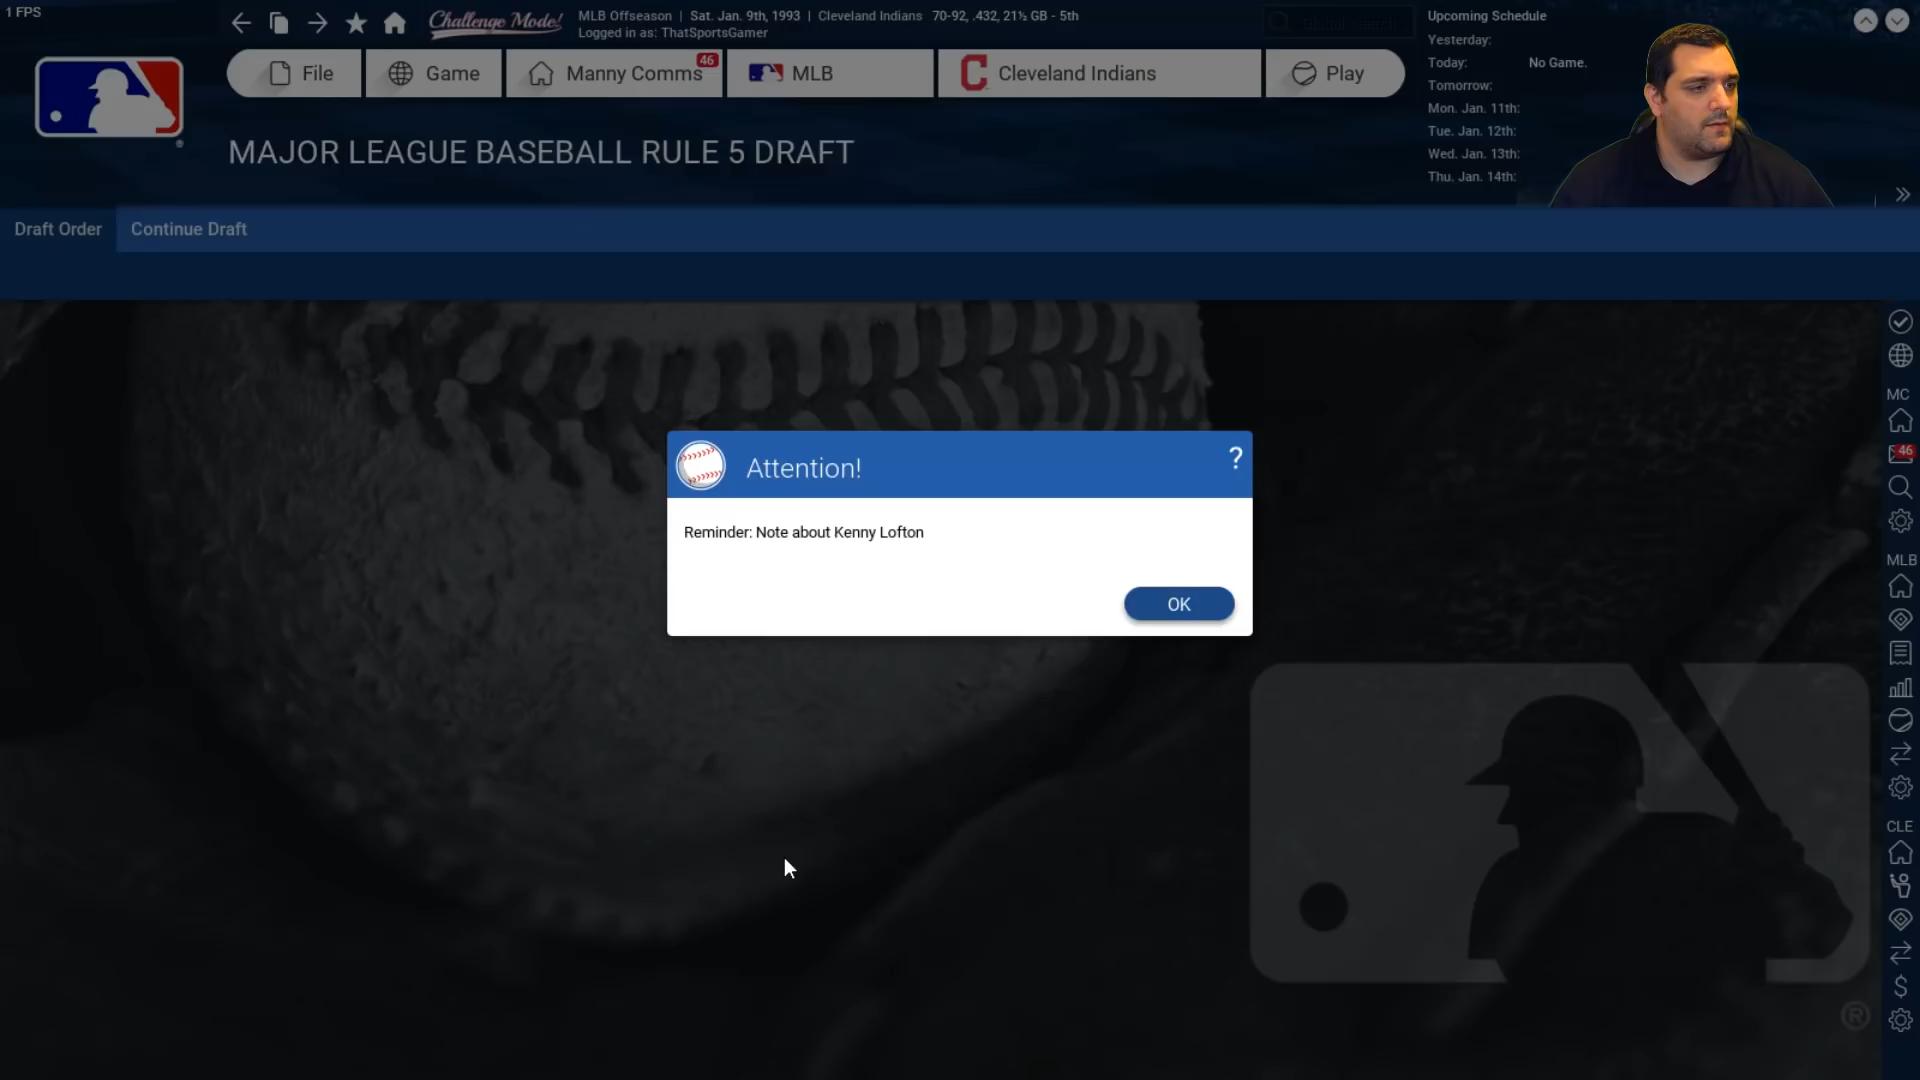 1 FPS
Challenge Mode!
MLB Offseason | Sat. Jan. 9th, 1993 | Cleveland Indians 70-92, .432, 21½ GB - 5th
Logged in as: ThatSportsGamer
File
Game
Manny Comms
46
MLB
Cleveland Indians
Play
Upcoming Schedule
Yesterday:
Today: No Game.
Tomorrow:
Mon. Jan. 11th:
Tue. Jan. 12th:
Wed. Jan. 13th:
Thu. Jan. 14th:
MAJOR LEAGUE BASEBALL RULE 5 DRAFT
Draft Order
Continue Draft
Attention!
?
Reminder: Note about Kenny Lofton
OK
MC
46
MLB
CLE
$
®